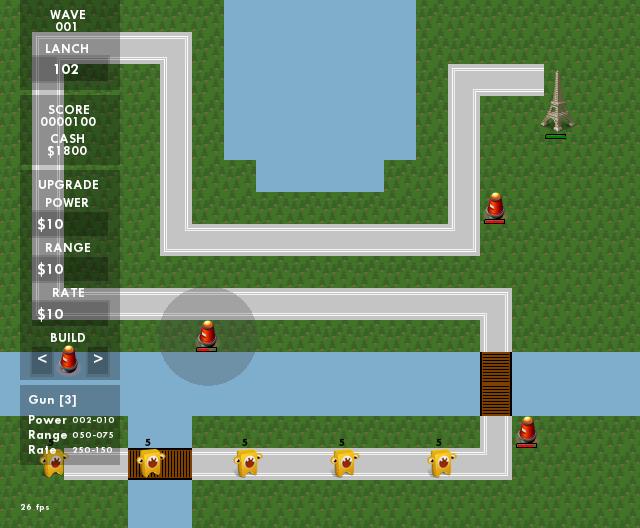 WAVE
001
LANCH
102
SCORE
0000100
CASH
$1800
UPGRADE
POWER
$10
RANGE
$10
RATE
$10
BUILD
< >
Gun [3]
Power 002-010
Range 050-075
Rate 250-150
5 5 5 5
26 fps